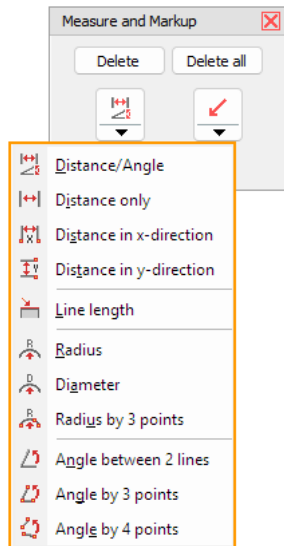 Measure and Markup
Delete
Delete all
Distance/Angle
Distance only
Distance in x-direction
Distance in y-direction
Line length
Radius
Diameter
Radius by 3 points
Angle between 2 lines
Angle by 3 points
Angle by 4 points